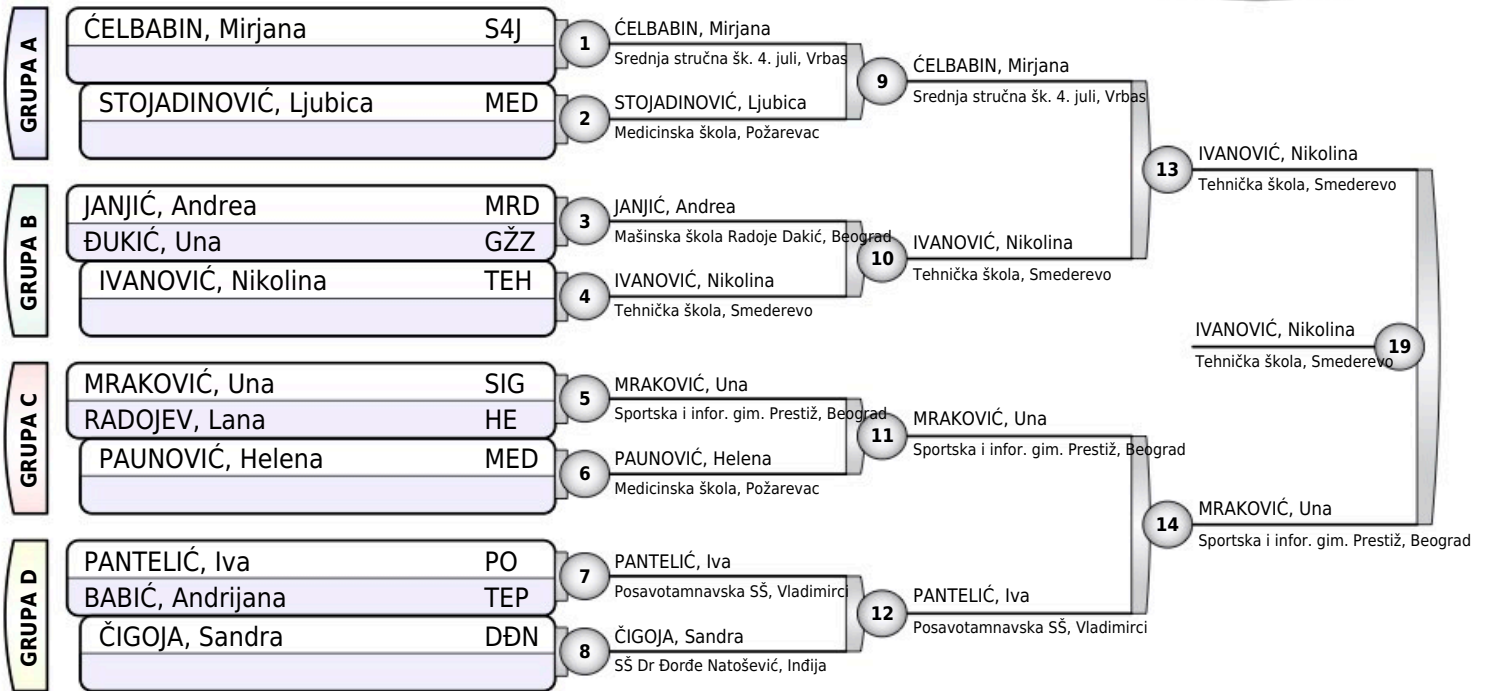 GRUPA A
ĆELBABIN, Mirjana S4J
STOJADINOVIĆ, Ljubica MED
GRUPA B
JANJIĆ, Andrea MRD
ĐUKIĆ, Una GŽZ
IVANOVIĆ, Nikolina TEH
GRUPA C
MRAKOVIĆ, Una SIG
RADOJEV, Lana HE
PAUNOVIĆ, Helena MED
GRUPA D
PANTELIĆ, Iva PO
BABIĆ, Andrijana TEP
ČIGOJA, Sandra DĐN
1
ĆELBABIN, Mirjana
Srednja stručna šk. 4. juli, Vrbas
2
STOJADINOVIĆ, Ljubica
Medicinska škola, Požarevac
3
JANJIĆ, Andrea
Mašinska škola Radoje Dakić, Beograd
4
IVANOVIĆ, Nikolina
Tehnička škola, Smederevo
5
MRAKOVIĆ, Una
Sportska i infor. gim. Prestiž, Beograd
6
PAUNOVIĆ, Helena
Medicinska škola, Požarevac
7
PANTELIĆ, Iva
Posavotamnavska SŠ, Vladimirci
8
ČIGOJA, Sandra
SŠ Dr Đorđe Natošević, Inđija
9
ĆELBABIN, Mirjana
Srednja stručna šk. 4. juli, Vrbas
10
IVANOVIĆ, Nikolina
Tehnička škola, Smederevo
11
MRAKOVIĆ, Una
Sportska i infor. gim. Prestiž, Beograd
12
PANTELIĆ, Iva
Posavotamnavska SŠ, Vladimirci
13
IVANOVIĆ, Nikolina
Tehnička škola, Smederevo
14
MRAKOVIĆ, Una
Sportska i infor. gim. Prestiž, Beograd
IVANOVIĆ, Nikolina
Tehnička škola, Smederevo
19